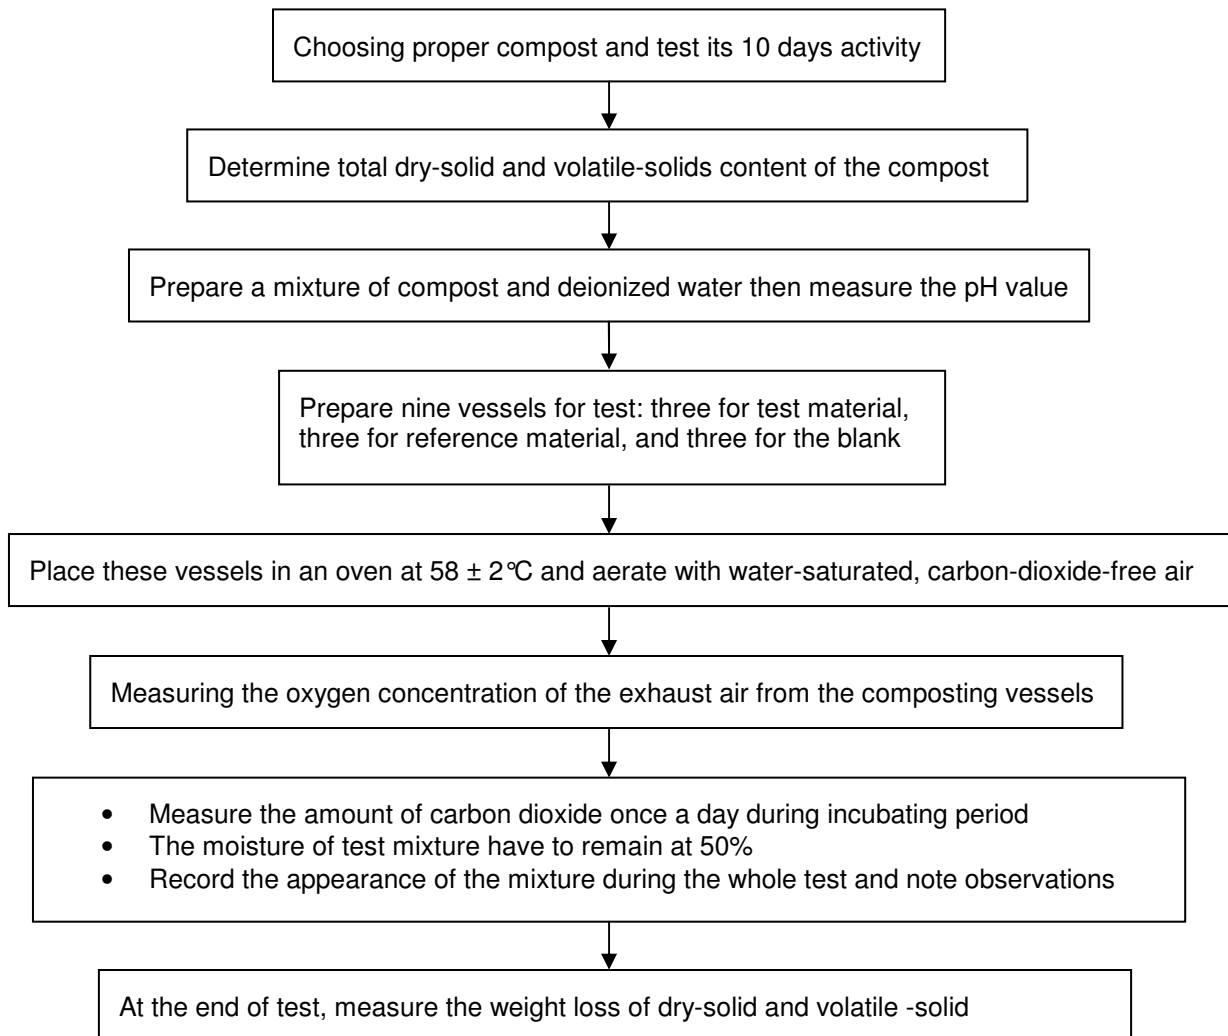 Choosing proper compost and test its 10 days activity
Determine total dry-solid and volatile-solids content of the compost
Prepare a mixture of compost and deionized water then measure the pH value
Prepare nine vessels for test: three for test material,
three for reference material, and three for the blank
Place these vessels in an oven at 58 ± 2°C and aerate with water-saturated, carbon-dioxide-free air
Measuring the oxygen concentration of the exhaust air from the composting vessels
• Measure the amount of carbon dioxide once a day during incubating period
• The moisture of test mixture have to remain at 50%
• Record the appearance of the mixture during the whole test and note observations
At the end of test, measure the weight loss of dry-solid and volatile -solid